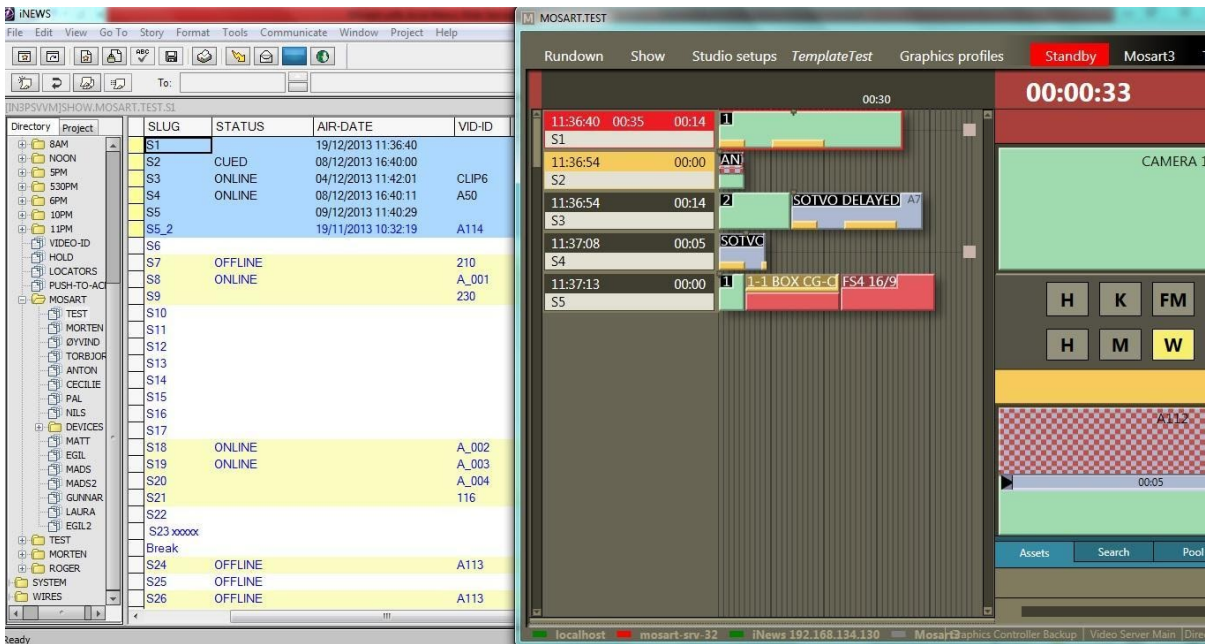 iNEWS
File Edit View Go To Story Format Tools Communicate Window Project Help
ABC
To:
[IN3PSVVM]SHOW.MOSART.TEST.S1
Directory Project
8AM
NOON
5PM
530PM
6PM
10PM
11PM
VIDEO-ID
HOLD
LOCATORS
PUSH-TO-ACI
MOSART
TEST
MORTEN
ØYVIND
TORBJOR
ANTON
CECILIE
PAL
NILS
DEVICES
MATT
EGIL
MADS
MADS2
GUNNAR
LAURA
EGIL2
TEST
MORTEN
ROGER
SYSTEM
WIRES
SLUG STATUS AIR-DATE VID-ID
S1 19/12/2013 11:36:40
S2 CUED 08/12/2013 16:40:00
S3 ONLINE 04/12/2013 11:42:01 CLIP6
S4 ONLINE 08/12/2013 16:40:11 A50
S5 09/12/2013 11:40:29
S5_2 19/11/2013 10:32:19 A114
S6
S7 OFFLINE 210
S8 ONLINE A_001
S9 230
S10
S11
S12
S13
S14
S15
S16
S17
S18 ONLINE A_002
S19 ONLINE A_003
S20 A_004
S21 116
S22
S23 xxxxx
Break
S24 OFFLINE A113
S25 OFFLINE
S26 OFFLINE A113
Ready
M MOSART.TEST
Rundown Show Studio setups TemplateTest Graphics profiles Standby Mosart3
00:30
00:00:33
11:36:40 00:35 00:14 1
S1
11:36:54 00:00 AN
S2
11:36:54 00:14 2 SOTVO DELAYED A7
S3
11:37:08 00:05 SOTVO
S4
11:37:13 00:00 1 1-1 BOX CG-C FS4 16/9
S5
CAMERA 1
H K FM
H M W
A112
00:05
Assets Search Pool
localhost mosart-srv-32 iNews 192.168.134.130 Mosart3 Graphics Controller Backup Video Server Main Direc